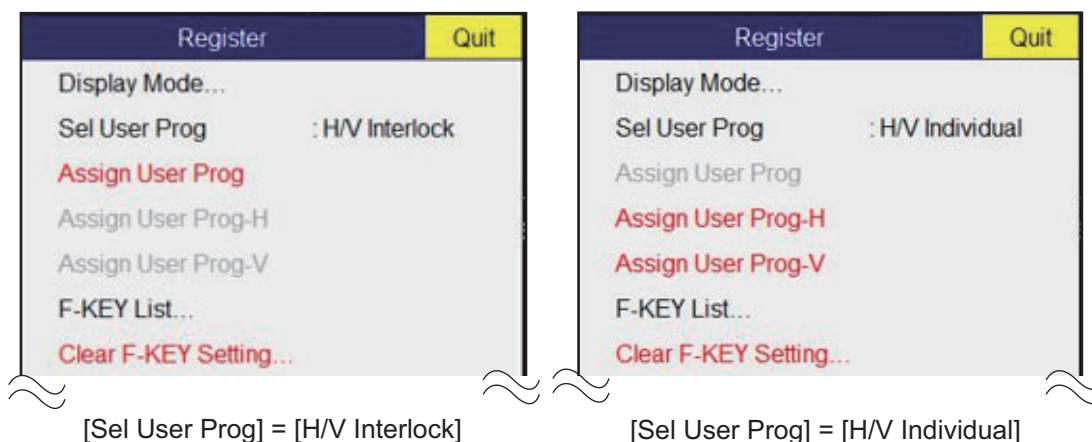 Register Quit
Display Mode...
Sel User Prog : H/V Interlock
Assign User Prog
Assign User Prog-H
Assign User Prog-V
F-KEY List...
Clear F-KEY Setting...
[Sel User Prog] = [H/V Interlock]
Register Quit
Display Mode...
Sel User Prog : H/V Individual
Assign User Prog
Assign User Prog-H
Assign User Prog-V
F-KEY List...
Clear F-KEY Setting...
[Sel User Prog] = [H/V Individual]